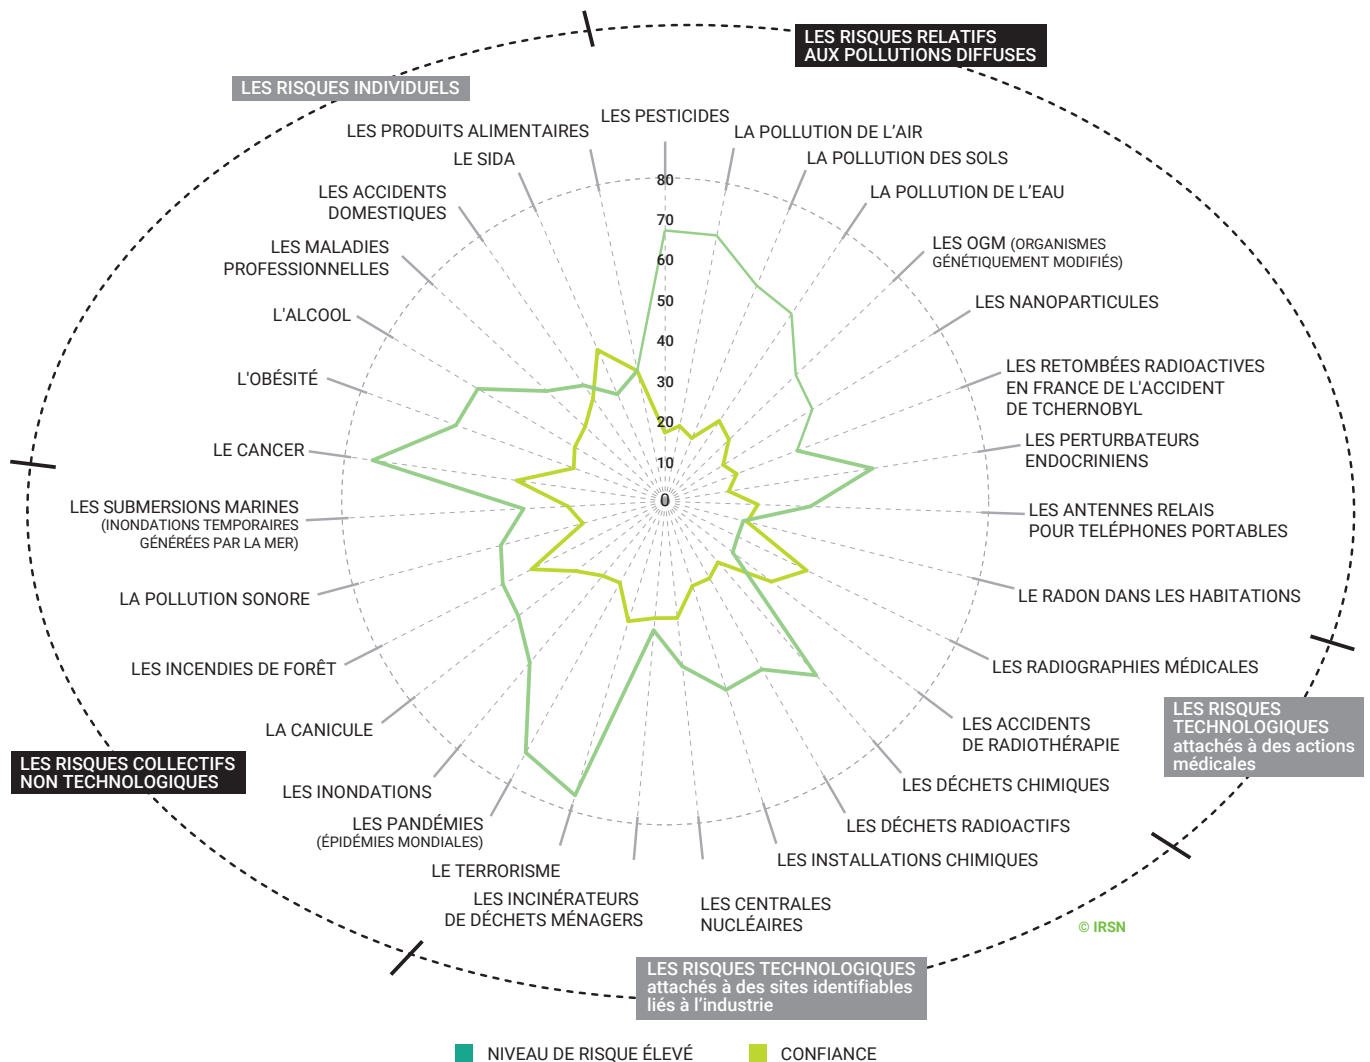 LES RISQUES RELATIFS
AUX POLLUTIONS DIFFUSES
LES RISQUES INDIVIDUELS
LES PESTICIDES
LA POLLUTION DE L’AIR
LA POLLUTION DES SOLS
LA POLLUTION DE L’EAU
LES OGM (ORGANISMES
GÉNÉTIQUEMENT MODIFIÉS)
LES NANOPARTICULES
LES RETOMBÉES RADIOACTIVES
EN FRANCE DE L'ACCIDENT
DE TCHERNOBYL
LES PERTURBATEURS
ENDOCRINIENS
LES ANTENNES RELAIS
POUR TELÉPHONES PORTABLES
LE RADON DANS LES HABITATIONS
LES RADIOGRAPHIES MÉDICALES
LES RISQUES
TECHNOLOGIQUES
attachés à des actions
médicales
LES ACCIDENTS
DE RADIOTHÉRAPIE
LES DÉCHETS CHIMIQUES
LES DÉCHETS RADIOACTIFS
LES INSTALLATIONS CHIMIQUES
LES CENTRALES
NUCLÉAIRES
LES INCINÉRATEURS
DE DÉCHETS MÉNAGERS
LE TERRORISME
LES PANDÉMIES
(ÉPIDÉMIES MONDIALES)
LES INONDATIONS
LA CANICULE
LES INCENDIES DE FORÊT
LA POLLUTION SONORE
LES SUBMERSIONS MARINES
(INONDATIONS TEMPORAIRES
GÉNÉRÉES PAR LA MER)
LE CANCER
L'OBÉSITÉ
L'ALCOOL
LES MALADIES
PROFESSIONNELLES
LES ACCIDENTS
DOMESTIQUES
LE SIDA
LES PRODUITS ALIMENTAIRES
80
70
60
50
40
30
20
10
0
LES RISQUES COLLECTIFS
NON TECHNOLOGIQUES
© IRSN
LES RISQUES TECHNOLOGIQUES
attachés à des sites identifiables
liés à l’industrie
NIVEAU DE RISQUE ÉLEVÉ
CONFIANCE